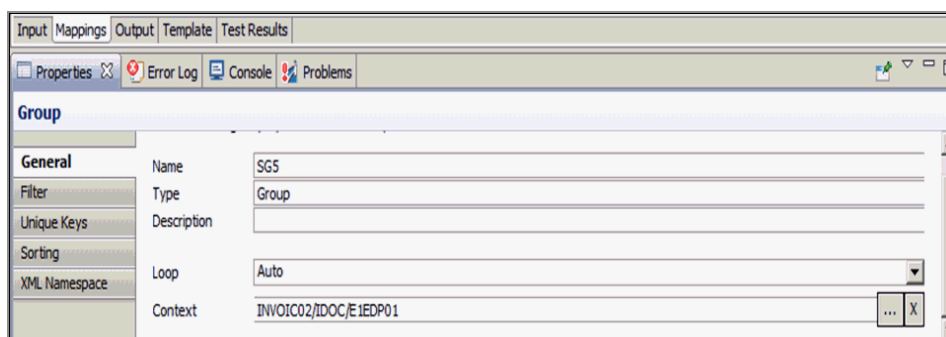 Input Mappings Output Template Test Results
Properties Error Log Console Problems
Group
General
Name SG5
Filter
Type Group
Unique Keys
Description
Sorting
Loop Auto
XML Namespace
Context INVOIC02/IDOC/E1EDP01 ... X